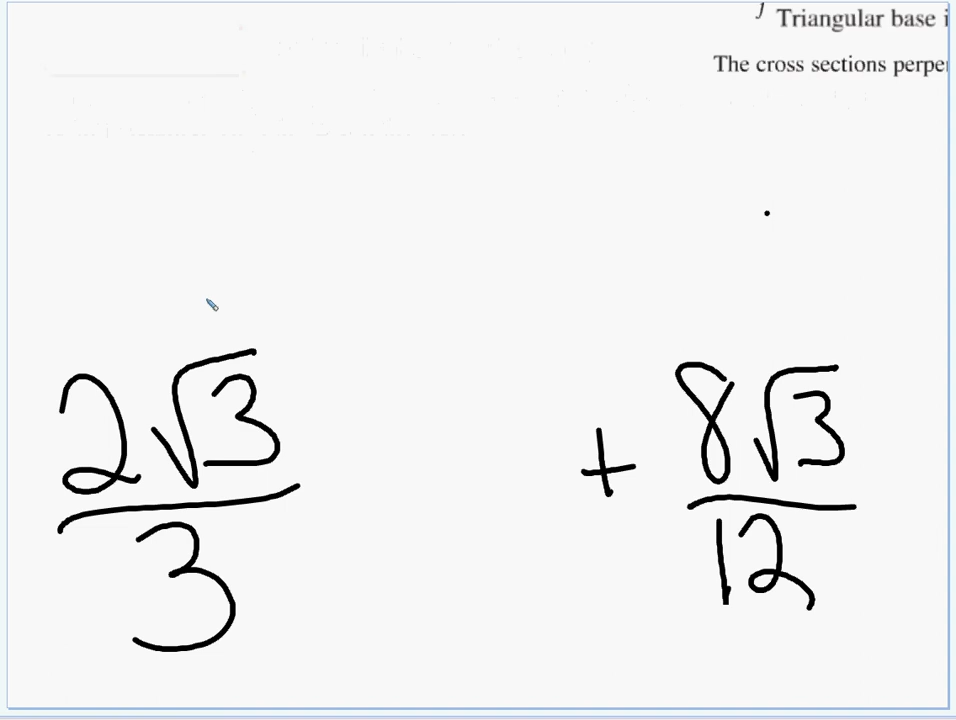 Triangular base i
The cross sections perpe
2√3 + 8√3
3 12